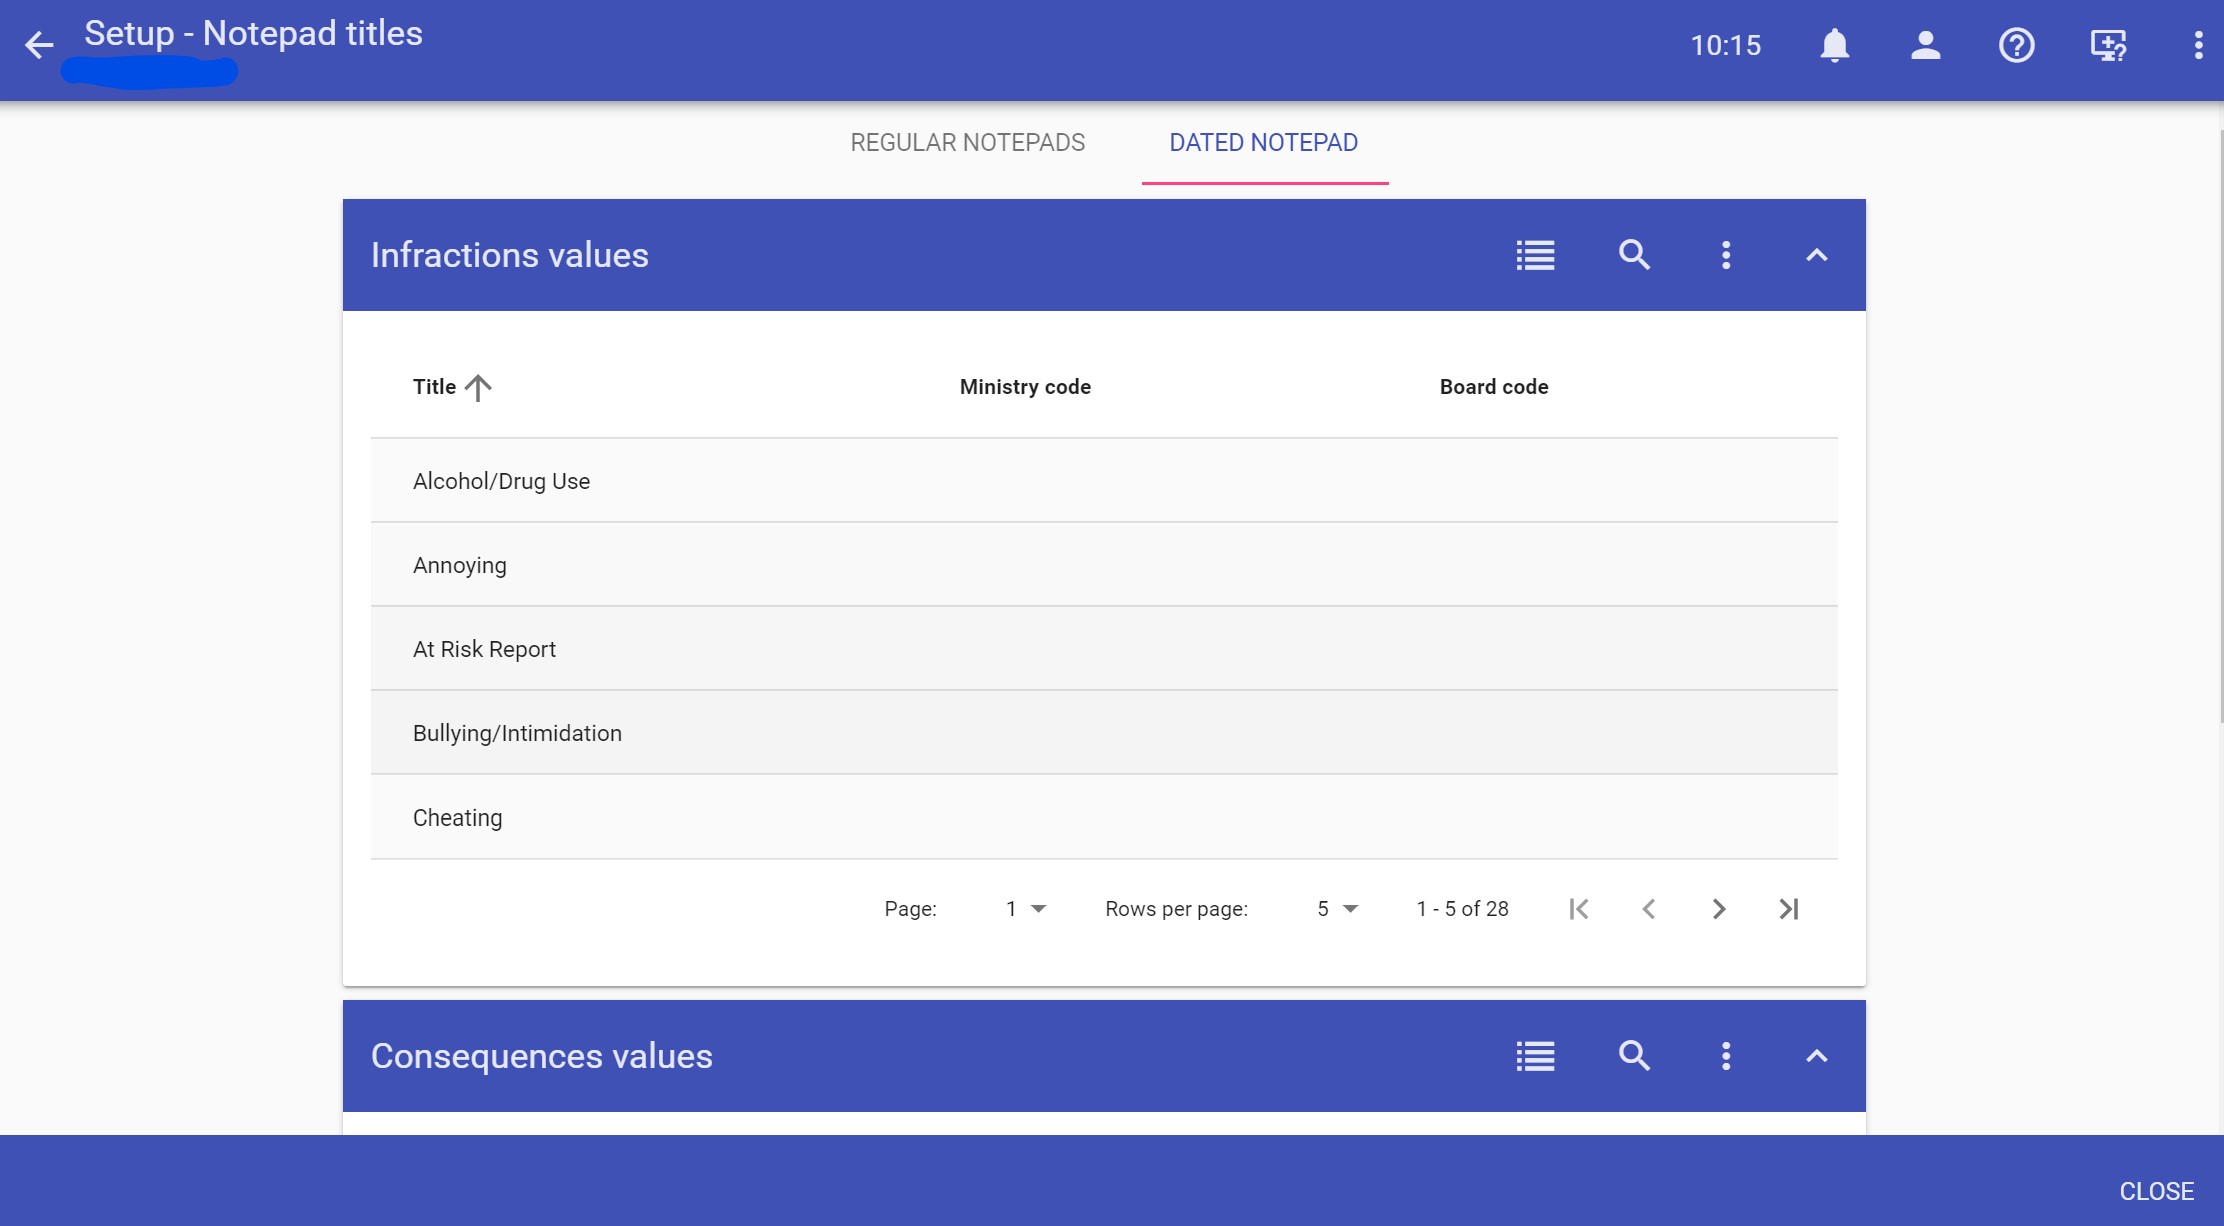 Setup - Notepad titles
10:15
REGULAR NOTEPADS DATED NOTEPAD
Infractions values
Title Ministry code Board code
Alcohol/Drug Use
Annoying
At Risk Report
Bullying/Intimidation
Cheating
Page: 1 Rows per page: 5 1 - 5 of 28
Consequences values
CLOSE